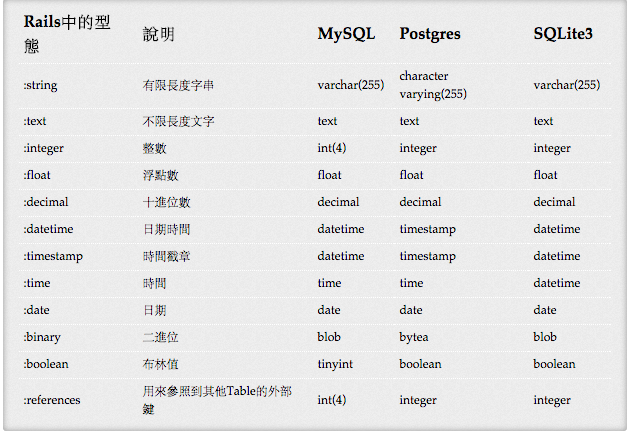 Rails中的型態 說明 MySQL Postgres SQLite3
:string 有限長度字串 varchar(255) character varying(255) varchar(255)
:text 不限長度文字 text text text
:integer 整數 int(4) integer integer
:float 浮點數 float float float
:decimal 十進位數 decimal decimal decimal
:datetime 日期時間 datetime timestamp datetime
:timestamp 時間戳章 datetime timestamp datetime
:time 時間 time time datetime
:date 日期 date date date
:binary 二進位 blob bytea blob
:boolean 布林值 tinyint boolean boolean
:references 用來參照到其他Table的外部鍵 int(4) integer integer